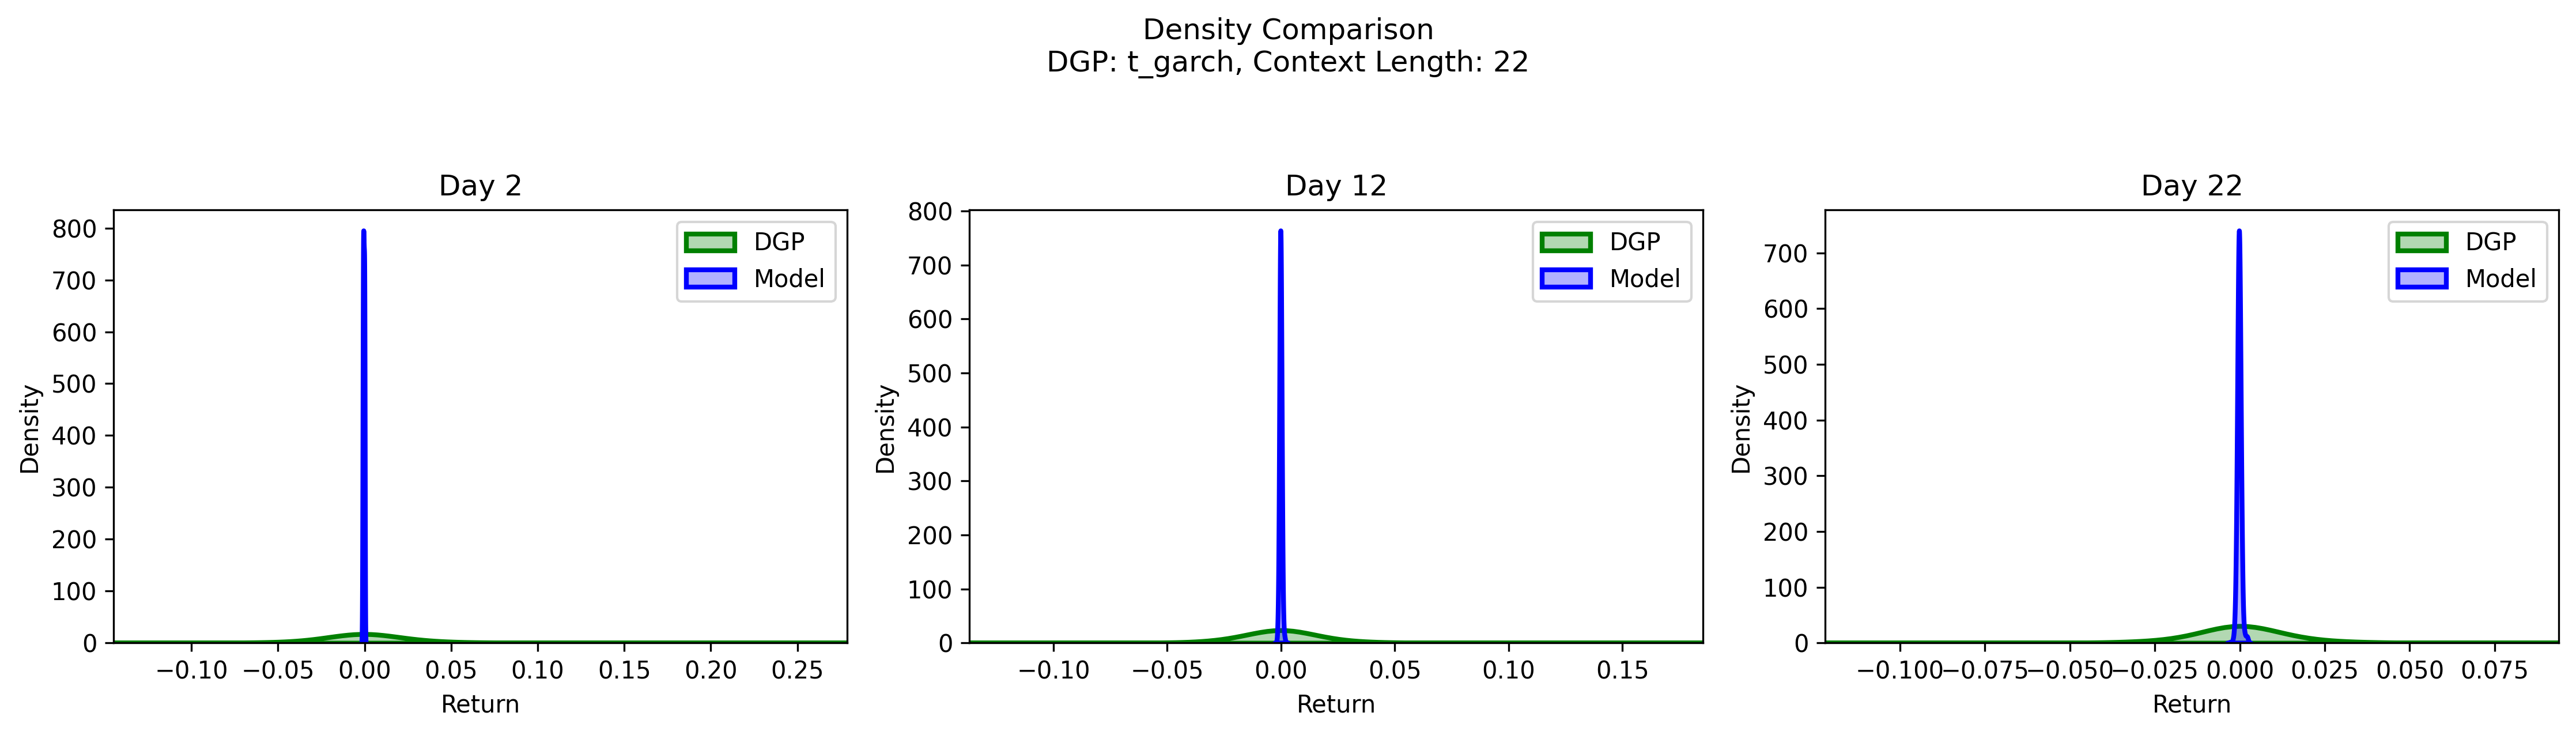 Density Comparison
DGP: t_garch, Context Length: 22
Day 2
800
700
600
500
400
300
200
100
0
Density
−0.10 −0.05 0.00 0.05 0.10 0.15 0.20 0.25
Return
DGP
Model
Day 12
800
700
600
500
400
300
200
100
0
Density
−0.10 −0.05 0.00 0.05 0.10 0.15
Return
DGP
Model
Day 22
700
600
500
400
300
200
100
0
Density
−0.100 −0.075 −0.050 −0.025 0.000 0.025 0.050 0.075
Return
DGP
Model